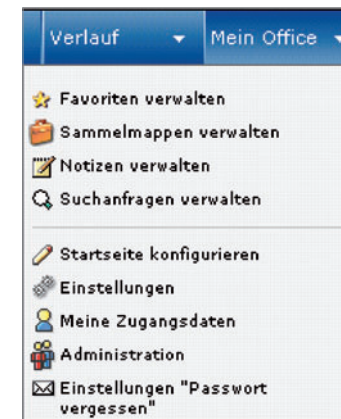 Verlauf Mein Office
Favoriten verwalten
Sammelmappen verwalten
Notizen verwalten
Suchanfragen verwalten
Startseite konfigurieren
Einstellungen
Meine Zugangsdaten
Administration
Einstellungen "Passwort
vergessen"